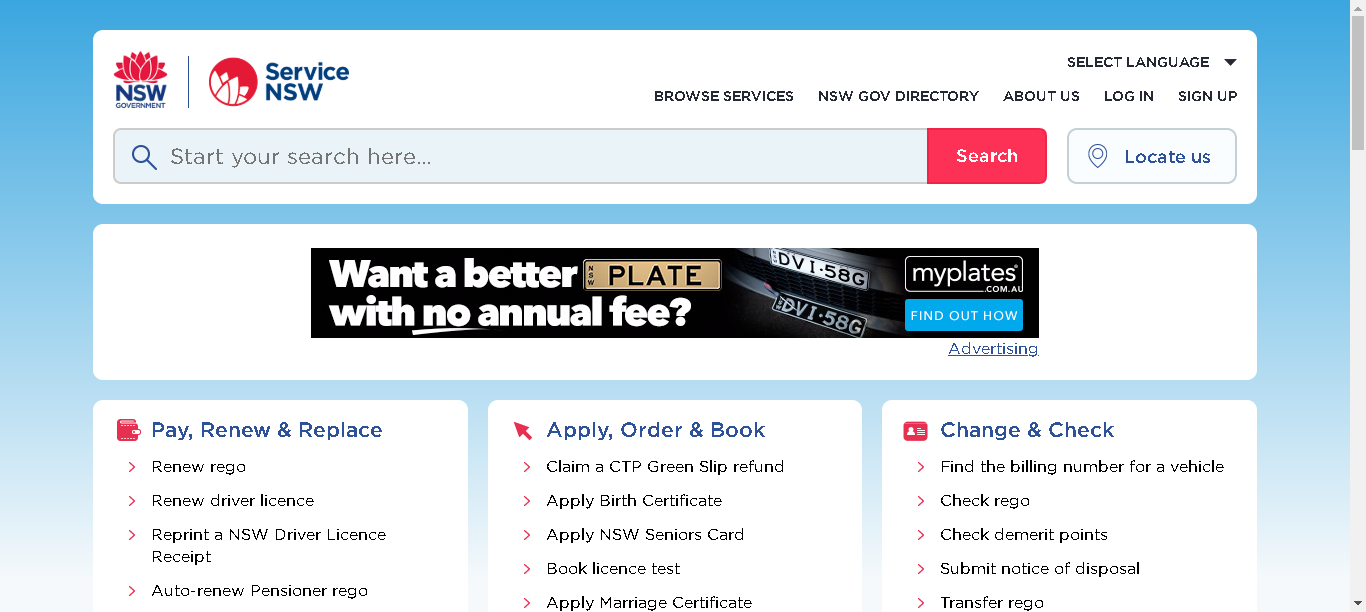 NSW
GOVERNMENT
Service
NSW
SELECT LANGUAGE
BROWSE SERVICES NSW GOV DIRECTORY ABOUT US LOG IN SIGN UP
Start your search here...
Search
Locate us
Want a better NSW PLATE
with no annual fee?
DVI·58G
DVI·58G
myplates
.COM.AU
FIND OUT HOW
Advertising
Pay, Renew & Replace
Renew rego
Renew driver licence
Reprint a NSW Driver Licence
Receipt
Auto-renew Pensioner rego
Apply, Order & Book
Claim a CTP Green Slip refund
Apply Birth Certificate
Apply NSW Seniors Card
Book licence test
Apply Marriage Certificate
Change & Check
Find the billing number for a vehicle
Check rego
Check demerit points
Submit notice of disposal
Transfer rego